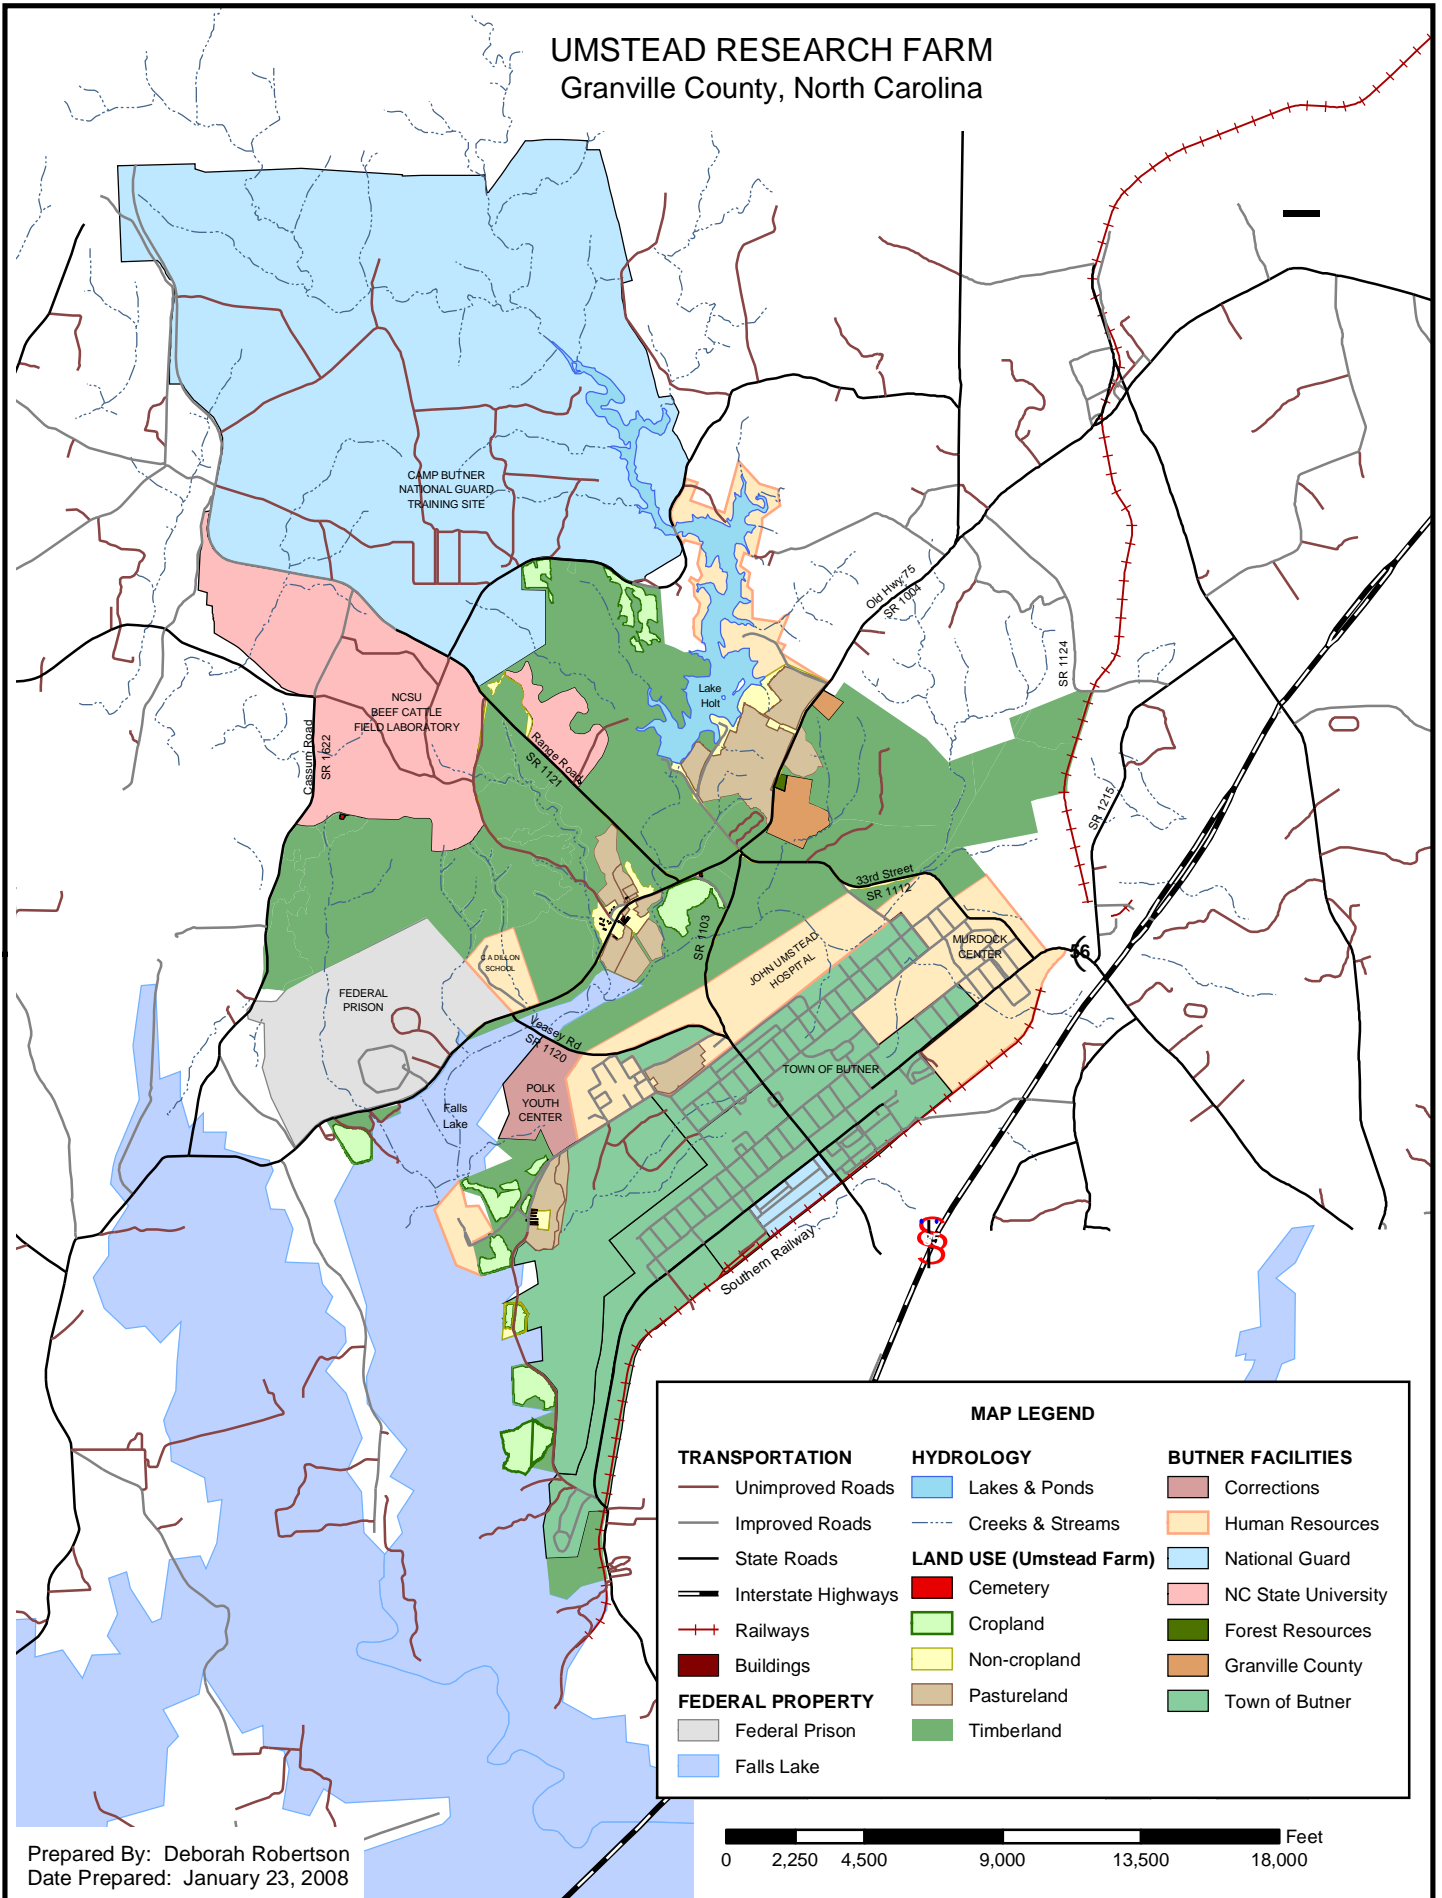 UMSTEAD RESEARCH FARM
Granville County, North Carolina
CAMP BUTNER
NATIONAL GUARD
TRAINING SITE
Old Hwy 75
SR 1004
SR 1124
Lake
Holt
NCSU
BEEF CATTLE
FIELD LABORATORY
Cassum Road
SR 1622
Range Road
SR 1121
SR 1215
33rd Street
SR 1112
SR 1103
JOHN UMSTEAD
HOSPITAL
MURDOCK
CENTER
56
C A DILLON
SCHOOL
FEDERAL
PRISON
Veasey Rd
SR 1120
TOWN OF BUTNER
POLK
YOUTH
CENTER
Falls
Lake
Southern Railway
MAP LEGEND
TRANSPORTATION
Unimproved Roads
Improved Roads
State Roads
Interstate Highways
Railways
Buildings
FEDERAL PROPERTY
Federal Prison
Falls Lake
HYDROLOGY
Lakes & Ponds
Creeks & Streams
LAND USE (Umstead Farm)
Cemetery
Cropland
Non-cropland
Pastureland
Timberland
BUTNER FACILITIES
Corrections
Human Resources
National Guard
NC State University
Forest Resources
Granville County
Town of Butner
Prepared By: Deborah Robertson
Date Prepared: January 23, 2008
Feet
0 2,250 4,500 9,000 13,500 18,000